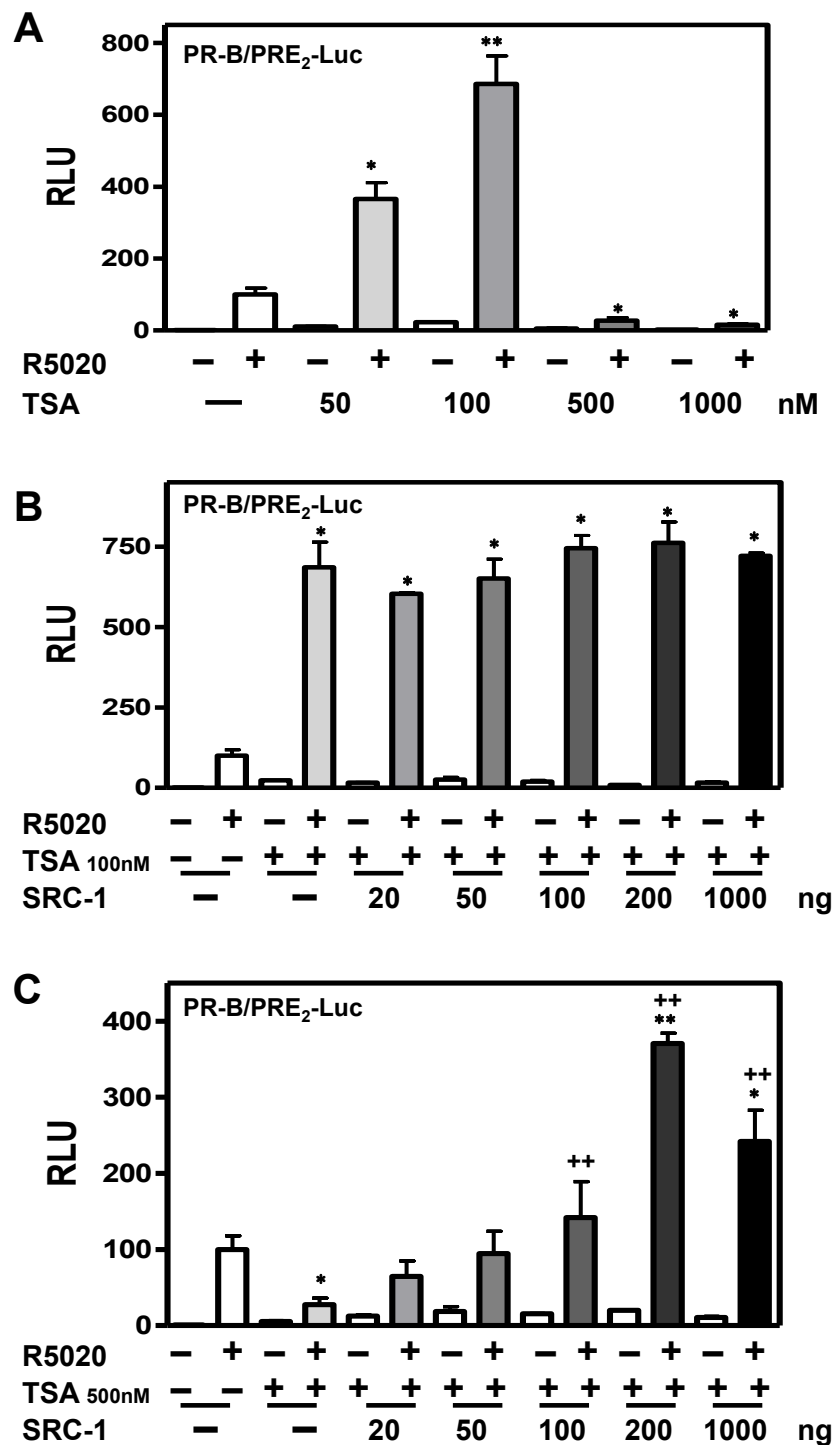 A
PR-B/PRE₂-Luc
RLU
800
600
400
200
0
*
**
*
*
R5020 − + − + − + − + − +
TSA — 50 100 500 1000 nM
B
PR-B/PRE₂-Luc
RLU
750
500
250
0
*
*
*
*
*
*
R5020 − + − + − + − + − + − + − +
TSA 100nM − − + + + + + + + + + + + +
SRC-1 − − 20 50 100 200 1000 ng
C
PR-B/PRE₂-Luc
RLU
400
300
200
100
0
*
++
++
**
++
*
R5020 − + − + − + − + − + − + − +
TSA 500nM − − + + + + + + + + + + + +
SRC-1 − − 20 50 100 200 1000 ng